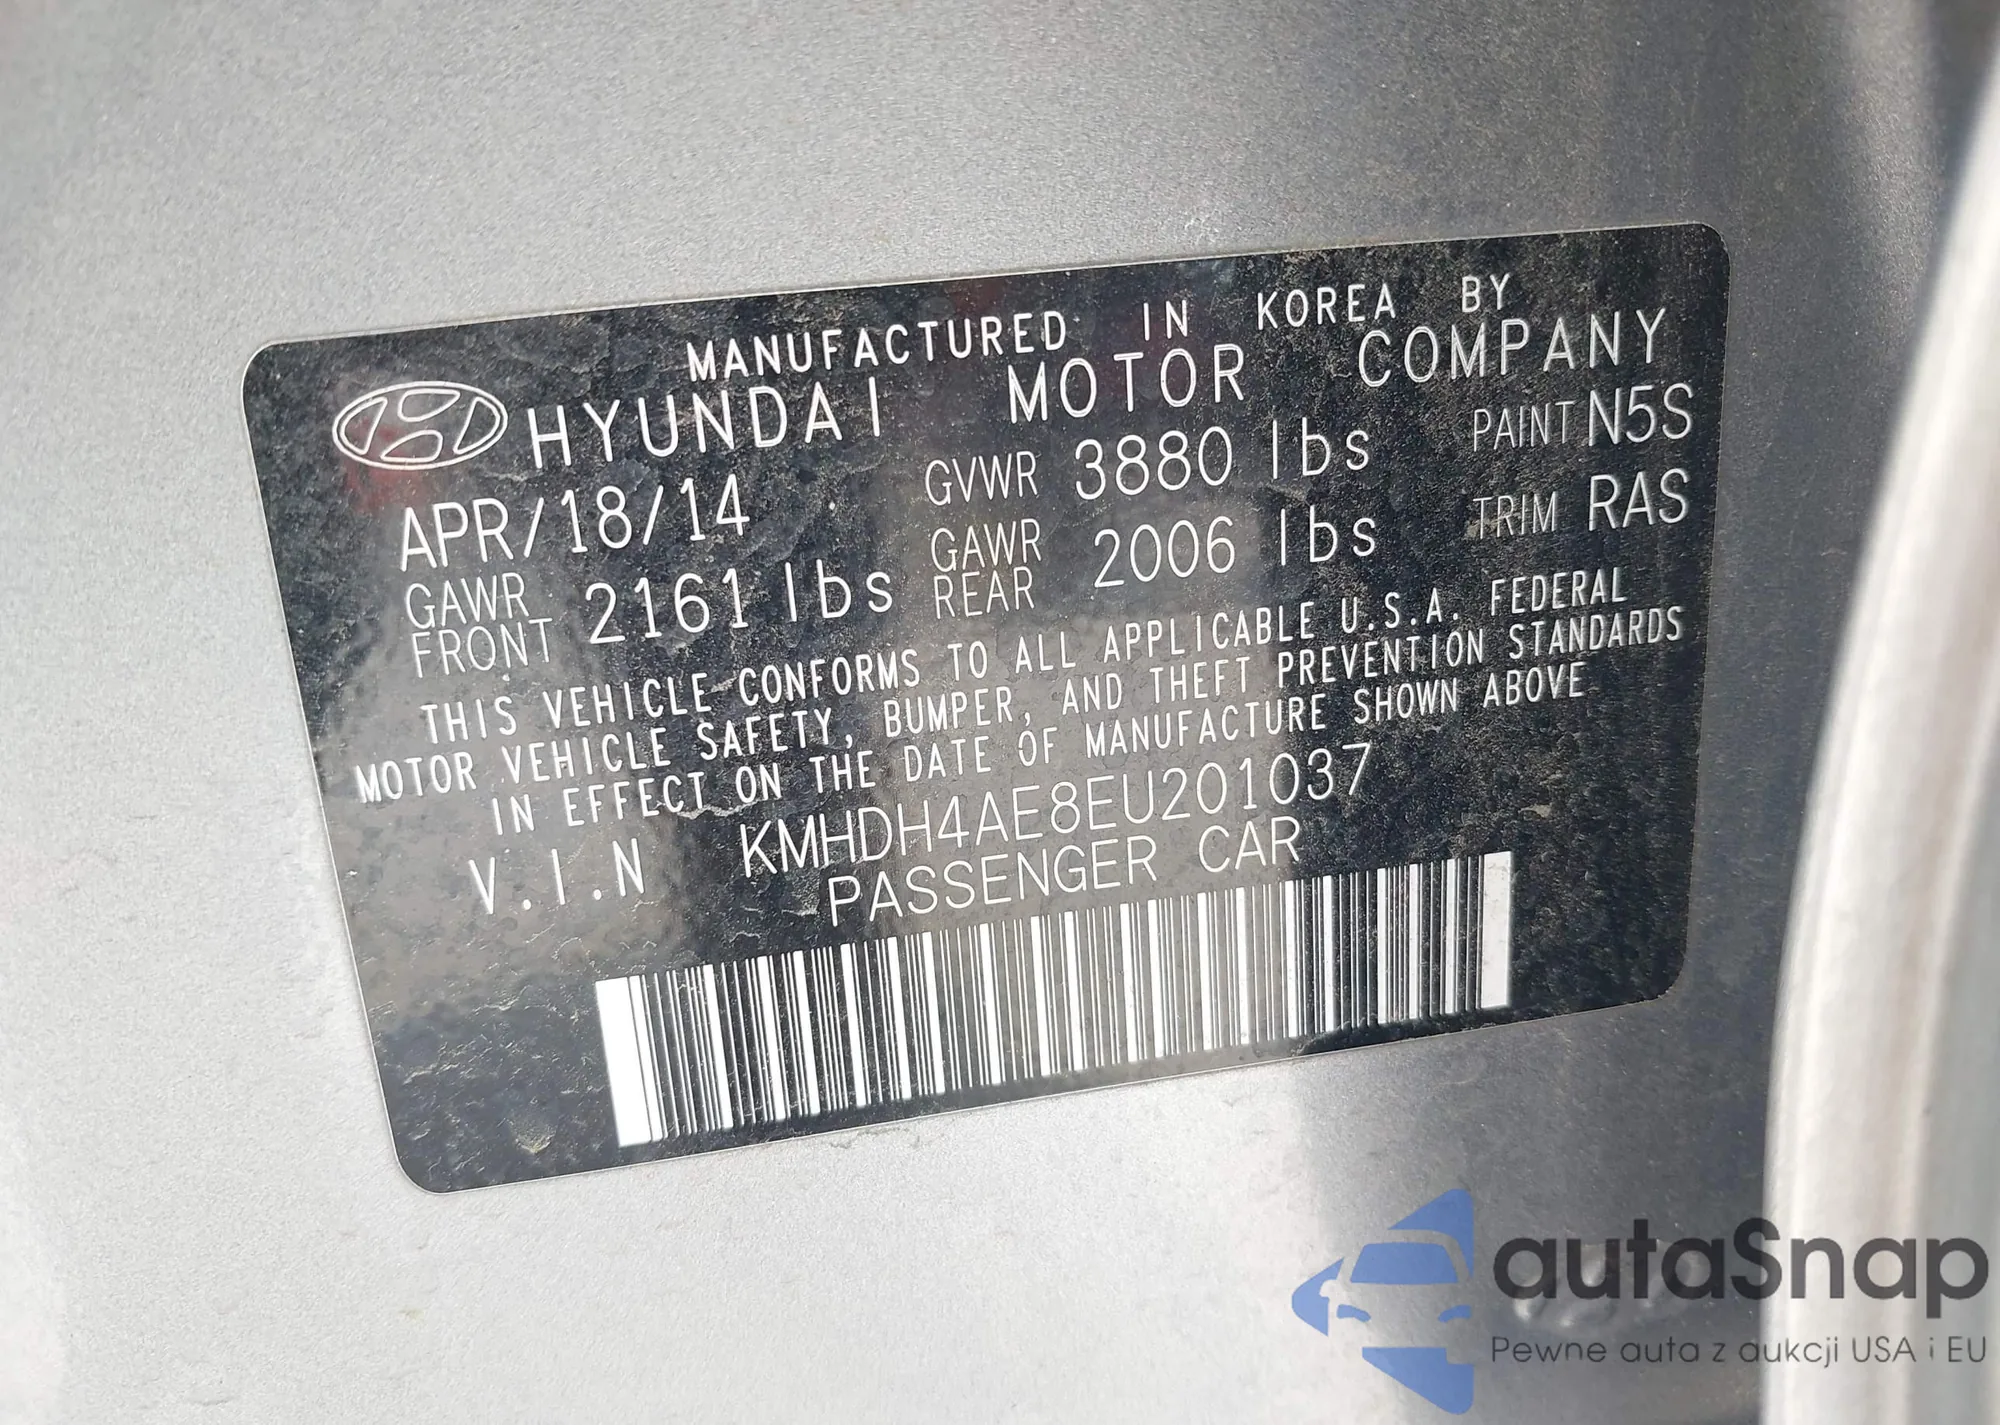 MANUFACTURED IN KOREA BY
HYUNDAI MOTOR COMPANY
APR/18/14 GVWR 3880 lbs PAINT N5S
GAWR FRONT 2161 lbs GAWR REAR 2006 lbs TRIM RAS
THIS VEHICLE CONFORMS TO ALL APPLICABLE U.S.A. FEDERAL
MOTOR VEHICLE SAFETY, BUMPER, AND THEFT PREVENTION STANDARDS
IN EFFECT ON THE DATE OF MANUFACTURE SHOWN ABOVE
V.I.N KMHDH4AE8EU201037
PASSENGER CAR
autaSnap
Pewne auta z aukcji USA i EU